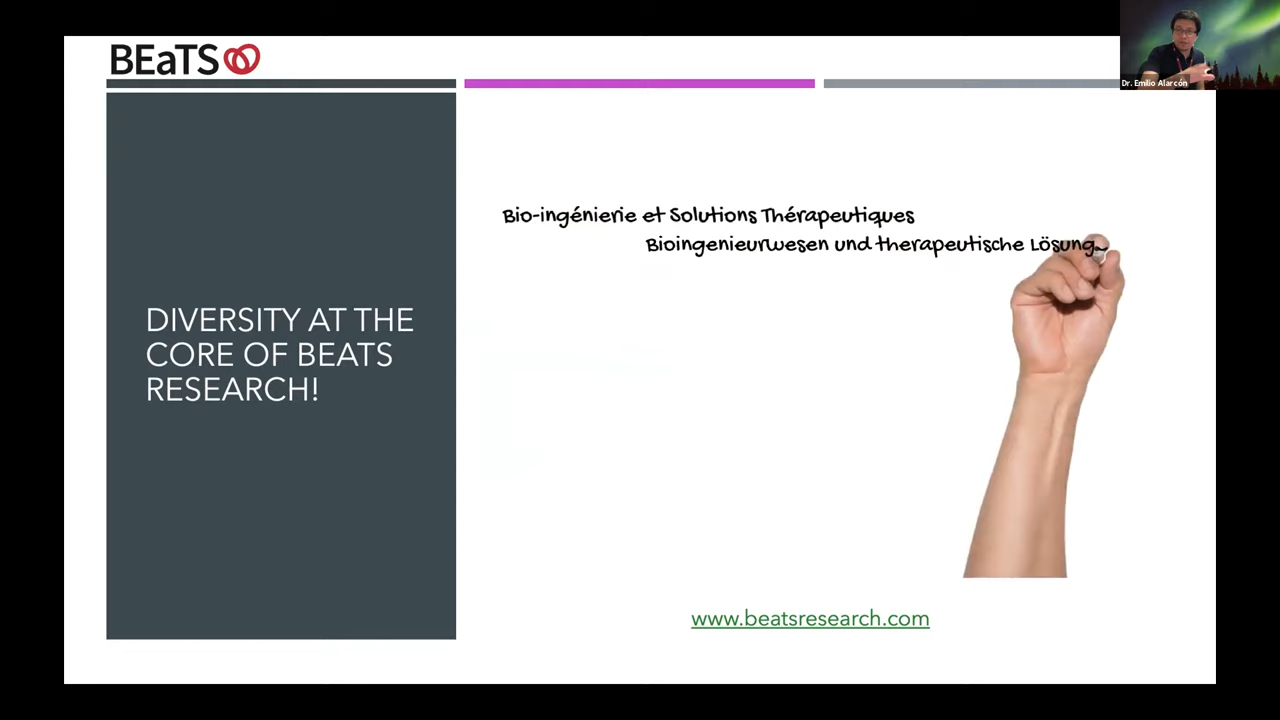 BEaTS
Dr. Emilio Alarcón
Bio-ingénierie et Solutions Thérapeutiques
Bioingenieurwesen und therapeutische Lösung
DIVERSITY AT THE
CORE OF BEATS
RESEARCH!
www.beatsresearch.com